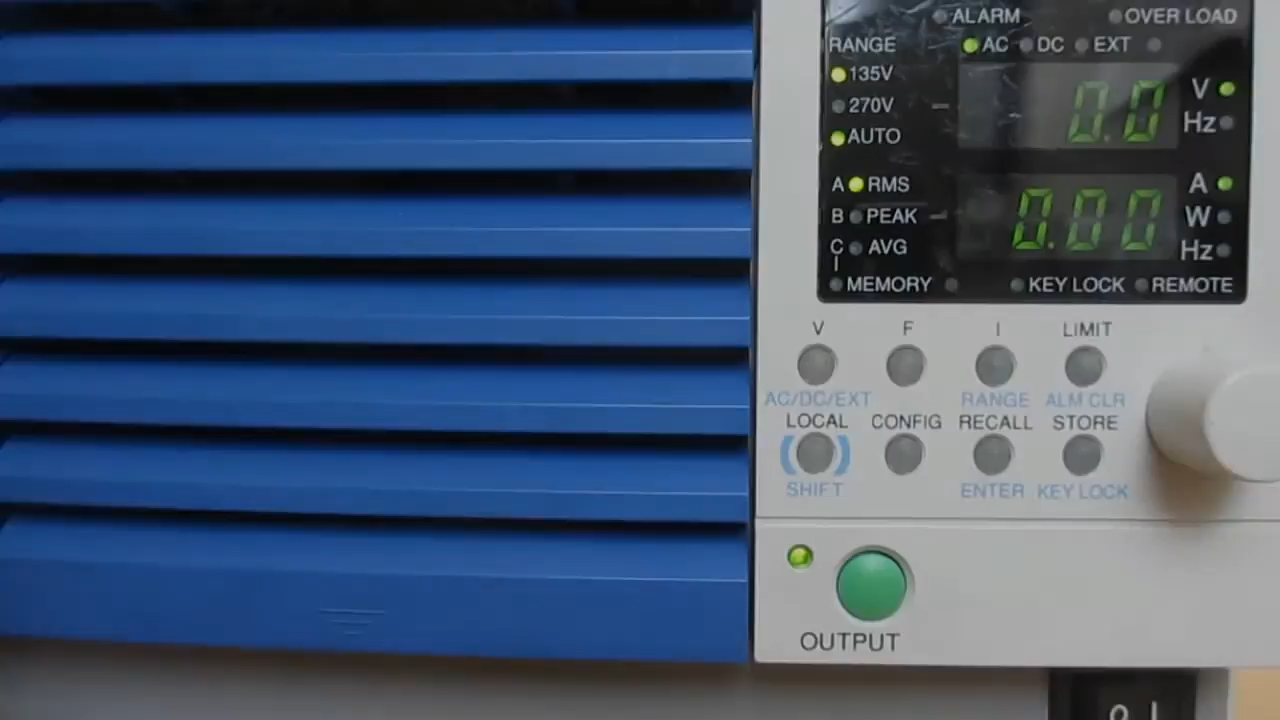 ALARM OVER LOAD
RANGE AC DC EXT
135V
270V
AUTO
0.0 V
Hz
A RMS
B PEAK
C AVG
I
0.00 A
W
Hz
MEMORY KEY LOCK REMOTE
V F I LIMIT
AC/DC/EXT RANGE ALM CLR
LOCAL CONFIG RECALL STORE
SHIFT ENTER KEY LOCK
OUTPUT